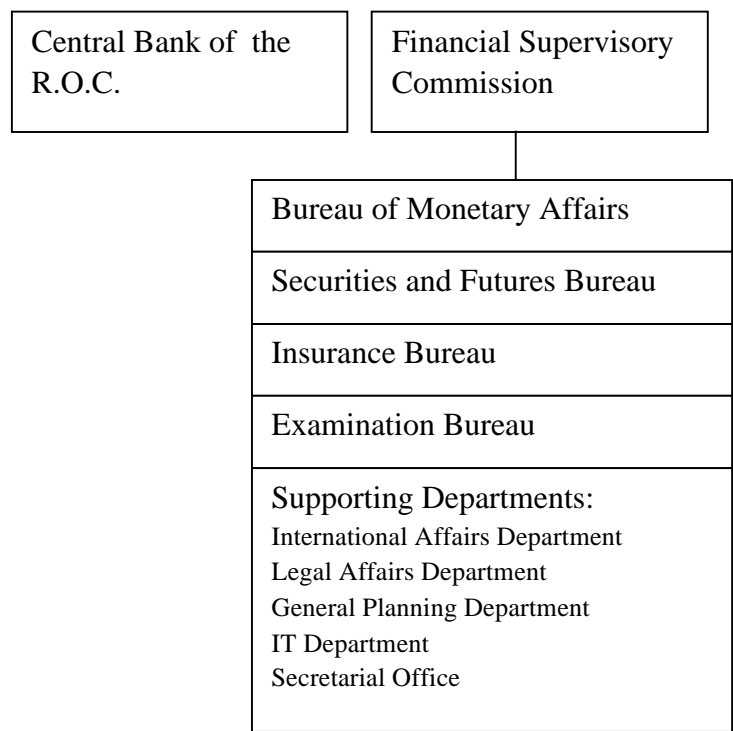 Central Bank of the
R.O.C.
Financial Supervisory
Commission
Bureau of Monetary Affairs
Securities and Futures Bureau
Insurance Bureau
Examination Bureau
Supporting Departments:
International Affairs Department
Legal Affairs Department
General Planning Department
IT Department
Secretarial Office